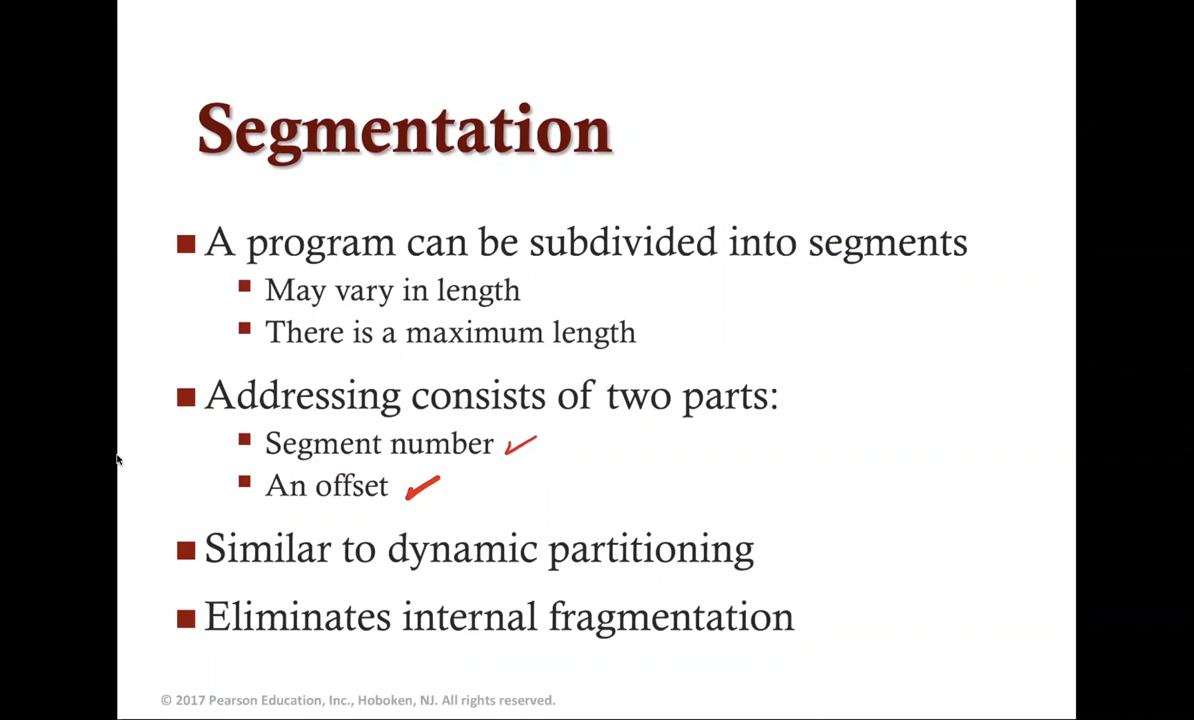 Segmentation
A program can be subdivided into segments
May vary in length
There is a maximum length
Addressing consists of two parts:
Segment number
An offset
Similar to dynamic partitioning
Eliminates internal fragmentation
© 2017 Pearson Education, Inc., Hoboken, NJ. All rights reserved.